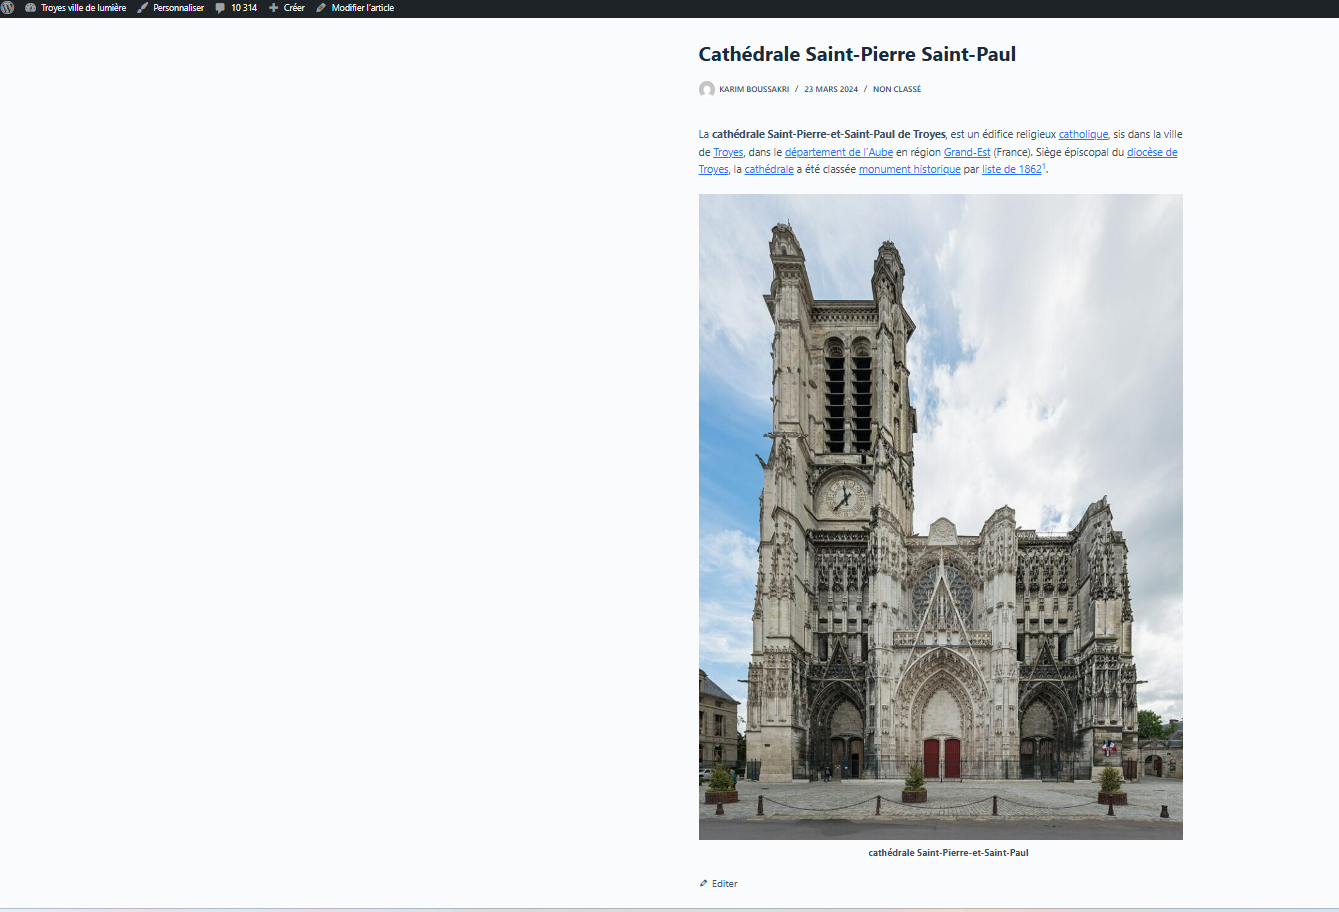 Troyes ville de lumière Personnaliser 10 314 Créer Modifier l'article
Cathédrale Saint-Pierre Saint-Paul
KARIM BOUSSAKRI / 23 MARS 2024 / NON CLASSÉ
La cathédrale Saint-Pierre-et-Saint-Paul de Troyes, est un édifice religieux catholique, sis dans la ville
de Troyes, dans le département de l'Aube en région Grand-Est (France). Siège épiscopal du diocèse de
Troyes, la cathédrale a été classée monument historique par liste de 1862¹.
cathédrale Saint-Pierre-et-Saint-Paul
Editer